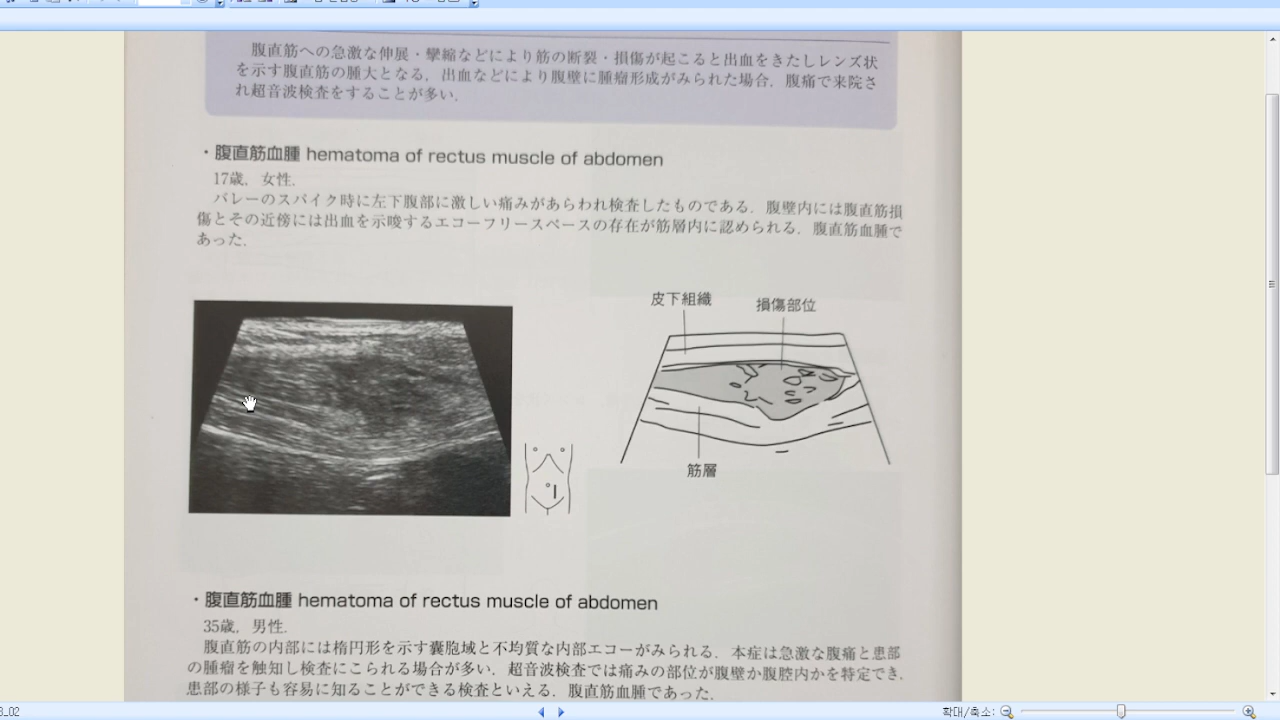 腹直筋への急激な伸展・攣縮などにより筋の断裂・損傷が起こると出血をきたしレンズ状
を示す腹直筋の腫大となる．出血などにより腹壁に腫瘤形成がみられた場合，腹痛で来院さ
れ超音波検査をすることが多い．
・腹直筋血腫 hematoma of rectus muscle of abdomen
17歳，女性．
バレーのスパイク時に左下腹部に激しい痛みがあらわれ検査したものである．腹壁内には腹直筋損
傷とその近傍には出血を示唆するエコーフリースペースの存在が筋層内に認められる．腹直筋血腫で
あった．
皮下組織
損傷部位
筋層
・腹直筋血腫 hematoma of rectus muscle of abdomen
35歳，男性．
腹直筋の内部には楕円形を示す嚢胞域と不均質な内部エコーがみられる．本症は急激な腹痛と患部
の腫瘤を触知し検査にこられる場合が多い．超音波検査では痛みの部位が腹壁か腹腔内かを特定でき，
患部の様子も容易に知ることができる検査といえる．腹直筋血腫であった．
3_02
확대/축소: